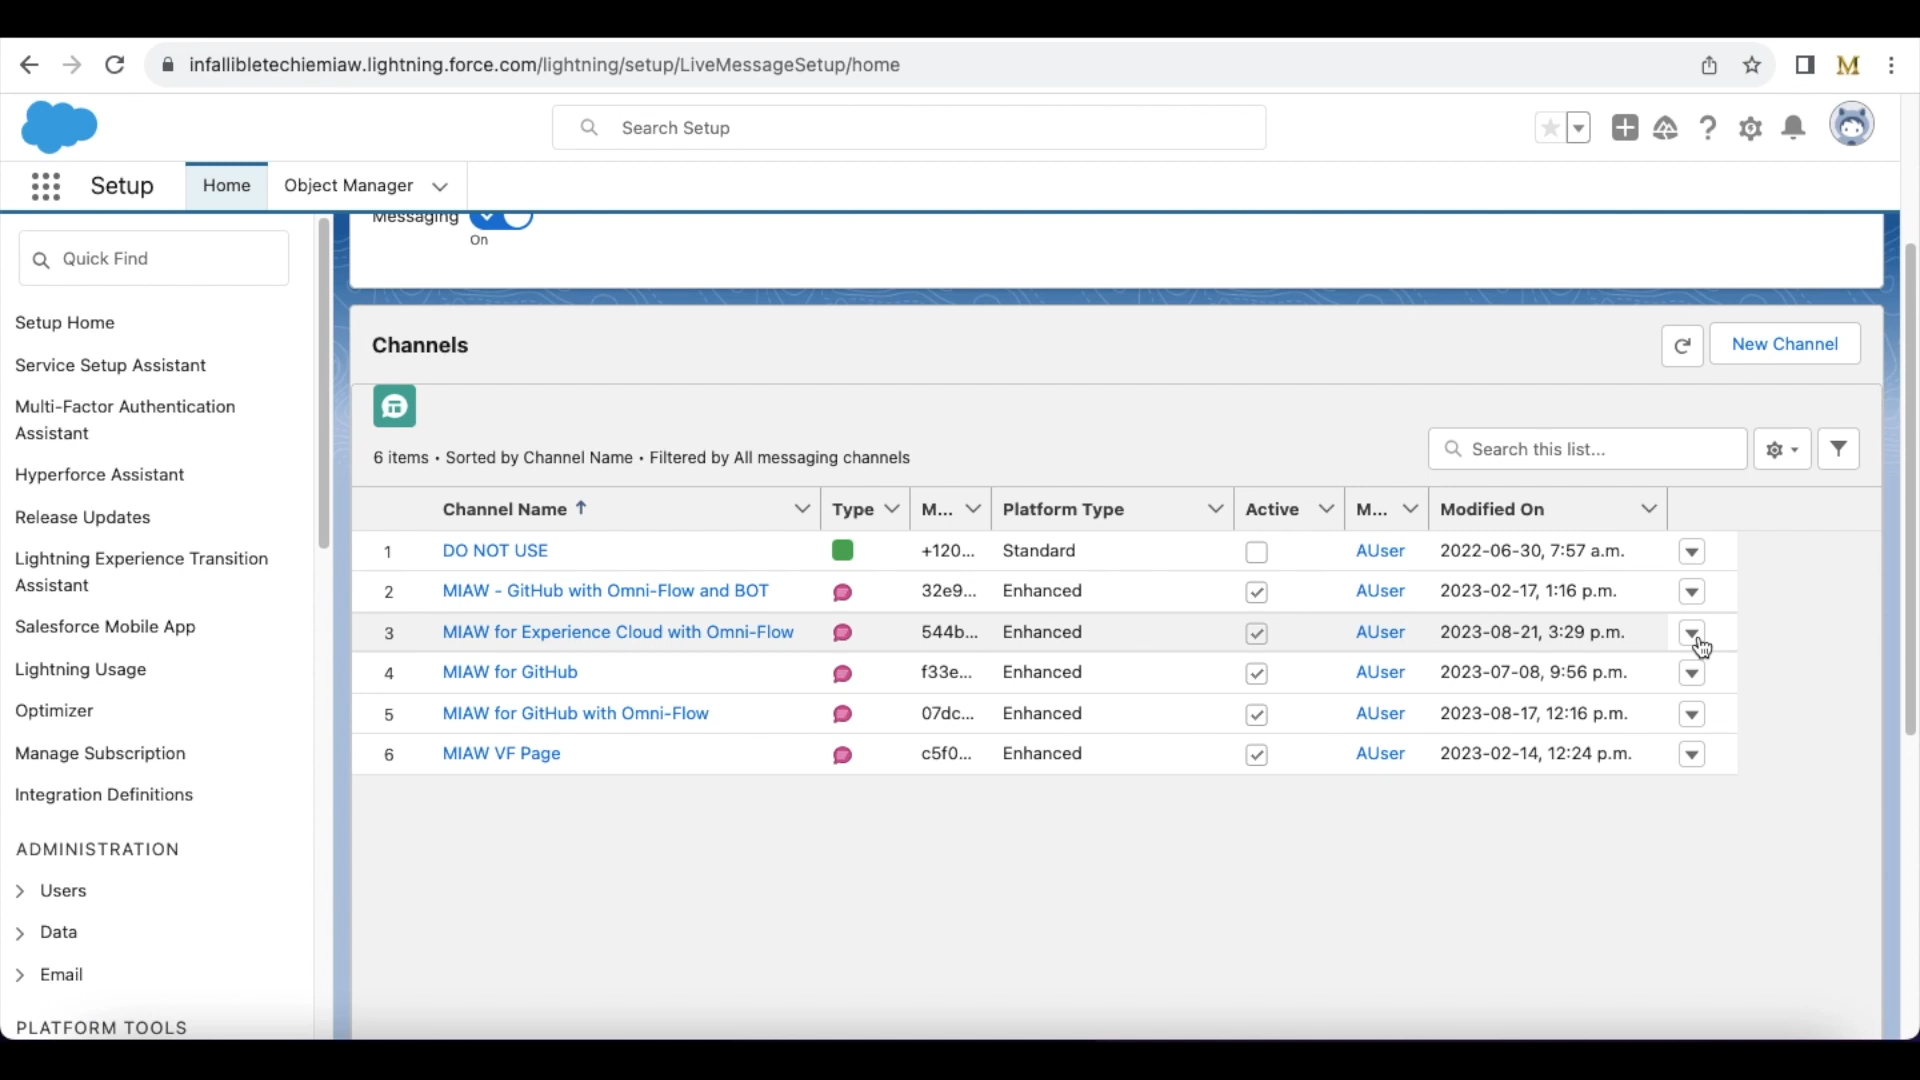 infallibletechiemiaw.lightning.force.com/lightning/setup/LiveMessageSetup/home
M
Search Setup
Setup
Home
Object Manager
Quick Find
Setup Home
Service Setup Assistant
Multi-Factor Authentication
Assistant
Hyperforce Assistant
Release Updates
Lightning Experience Transition
Assistant
Salesforce Mobile App
Lightning Usage
Optimizer
Manage Subscription
Integration Definitions
ADMINISTRATION
Users
Data
Email
PLATFORM TOOLS
Messaging
On
Channels
New Channel
6 items • Sorted by Channel Name • Filtered by All messaging channels
Search this list...
Channel Name Type M... Platform Type Active M... Modified On
1 DO NOT USE +120... Standard AUser 2022-06-30, 7:57 a.m.
2 MIAW - GitHub with Omni-Flow and BOT 32e9... Enhanced AUser 2023-02-17, 1:16 p.m.
3 MIAW for Experience Cloud with Omni-Flow 544b... Enhanced AUser 2023-08-21, 3:29 p.m.
4 MIAW for GitHub f33e... Enhanced AUser 2023-07-08, 9:56 p.m.
5 MIAW for GitHub with Omni-Flow 07dc... Enhanced AUser 2023-08-17, 12:16 p.m.
6 MIAW VF Page c5f0... Enhanced AUser 2023-02-14, 12:24 p.m.